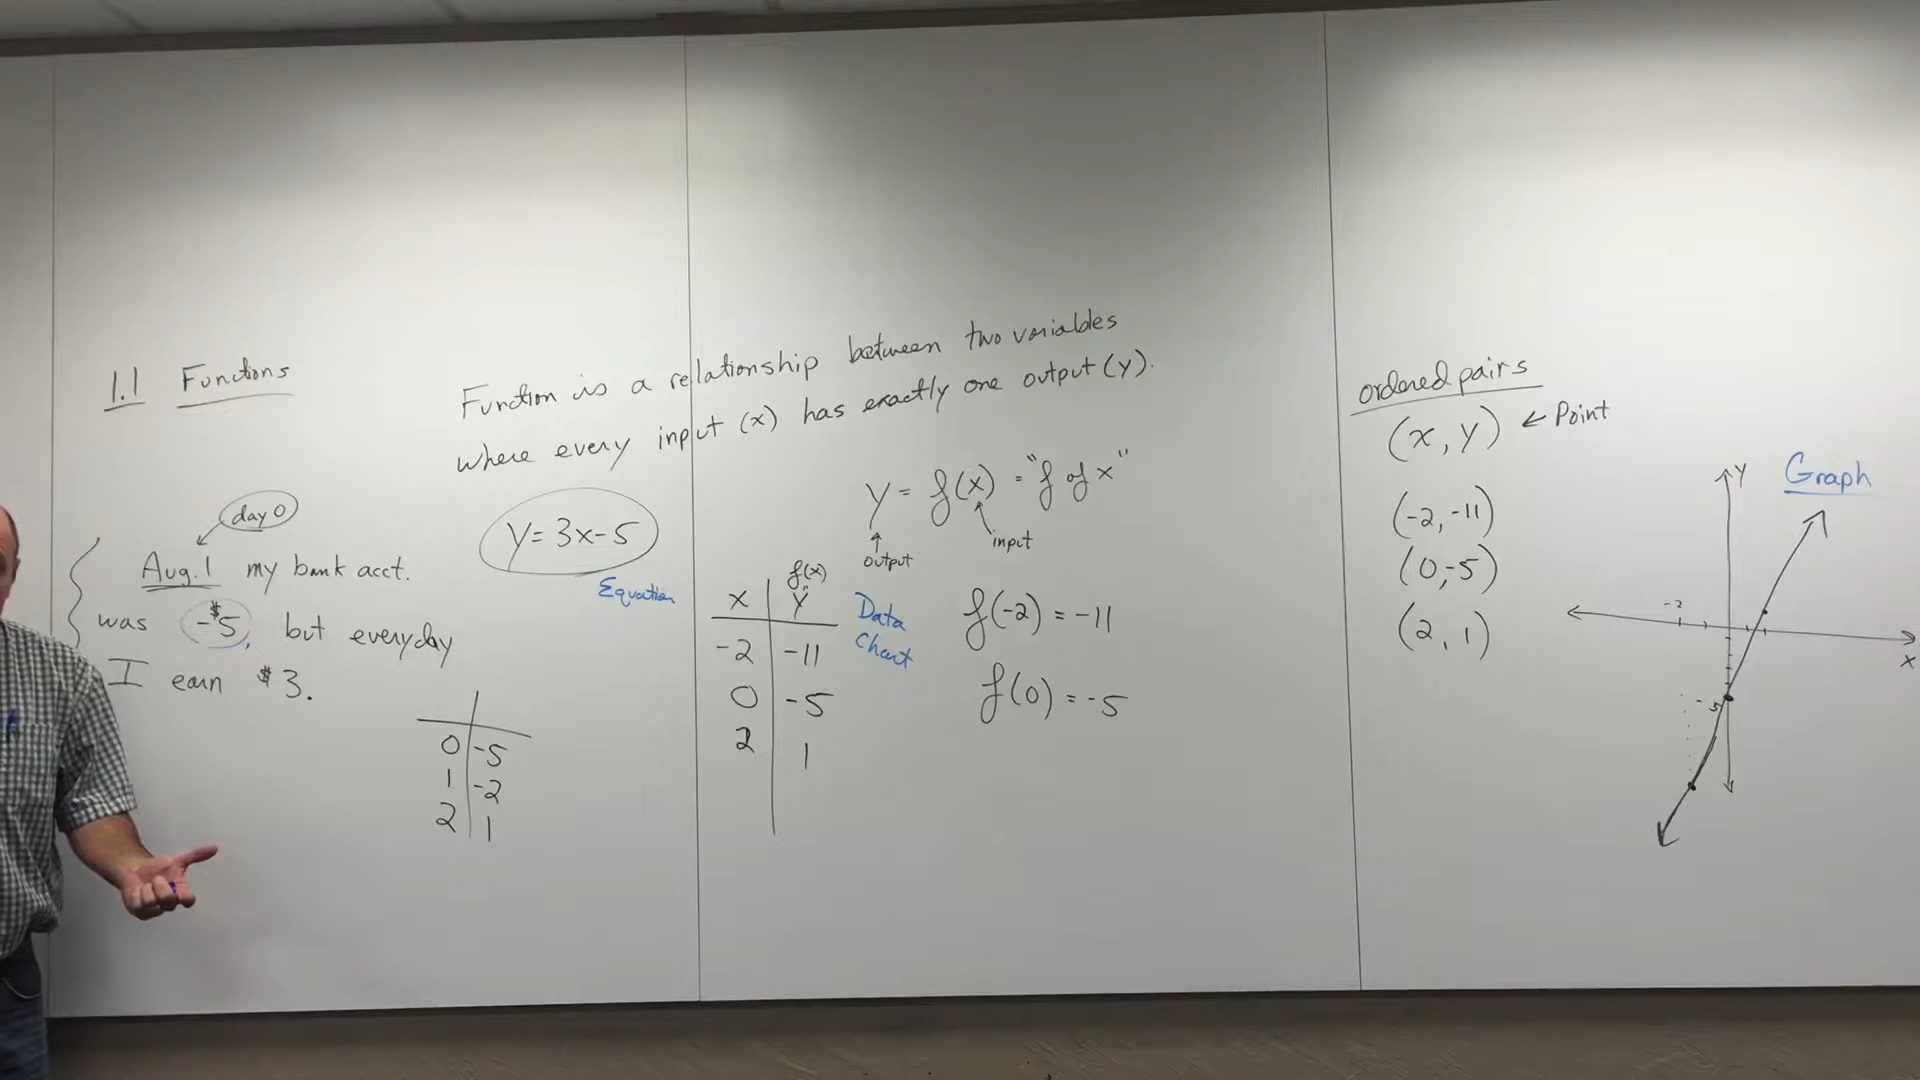 1.1 Functions
Function is a relationship between two variables
where every input (x) has exactly one output (y).
day 0
Aug. 1 my bank acct.
was -$5, but everyday
I earn $3.
0 -5
1 -2
2 1
y = 3x - 5
Equation
y = f(x) = "f of x"
output
input
f(x)
x y
-2 -11
0 -5
2 1
Data
Chart
f(-2) = -11
f(0) = -5
ordered pairs
(x, y) ← Point
(-2, -11)
(0, -5)
(2, 1)
Graph
y
-2
x
-5